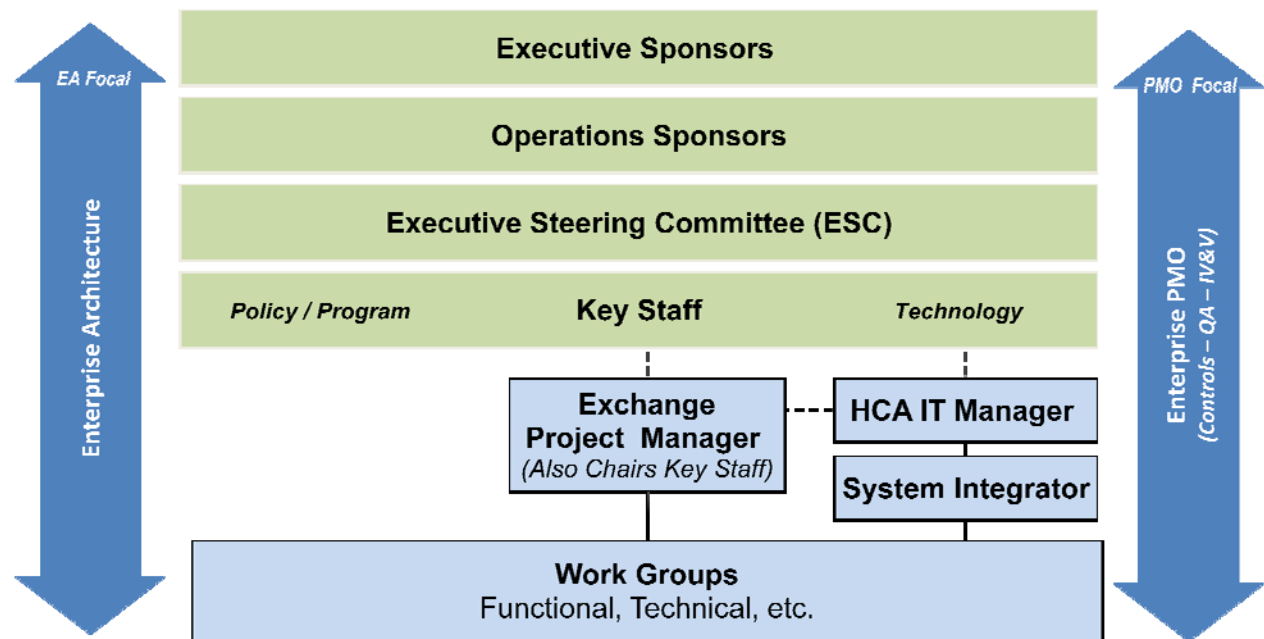 EA Focal
Enterprise Architecture
Executive Sponsors
Operations Sponsors
Executive Steering Committee (ESC)
Policy / Program
Key Staff
Technology
Exchange
Project Manager
(Also Chairs Key Staff)
HCA IT Manager
System Integrator
Work Groups
Functional, Technical, etc.
PMO Focal
Enterprise PMO
(Controls – QA – IV&V)